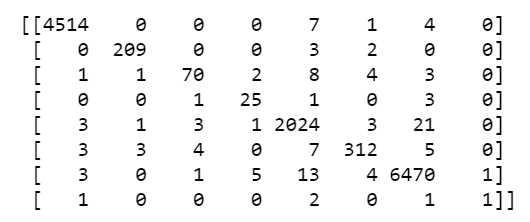 [[4514 0 0 0 7 1 4 0]
[ 0 209 0 0 3 2 0 0]
[ 1 1 70 2 8 4 3 0]
[ 0 0 1 25 1 0 3 0]
[ 3 1 3 1 2024 3 21 0]
[ 3 3 4 0 7 312 5 0]
[ 3 0 1 5 13 4 6470 1]
[ 1 0 0 0 2 0 1 1]]